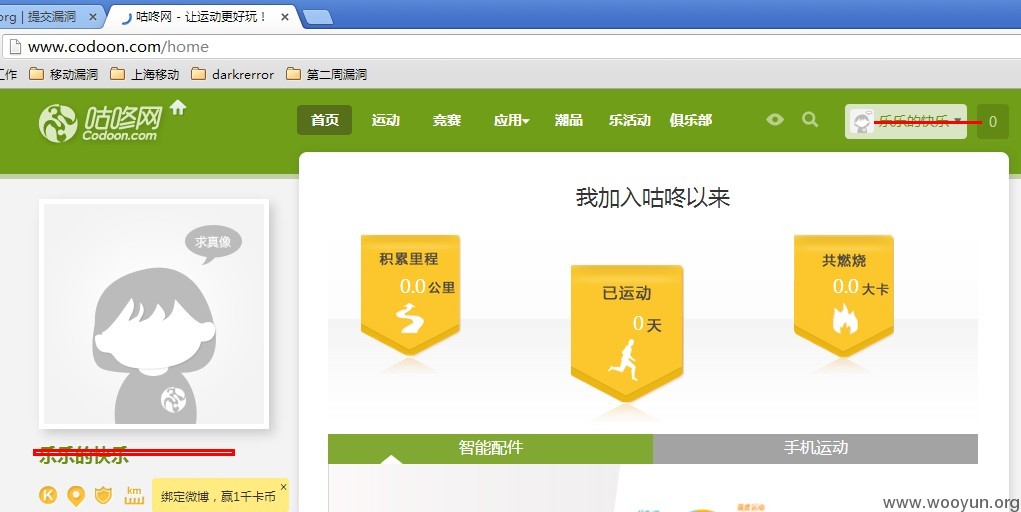 org | 提交漏洞
咕咚网 - 让运动更好玩！
www.codoon.com/home
工作 移动漏洞 上海移动 darkrerror 第二周漏洞
咕咚网
Codoon.com
首页 运动 竞赛 应用 潮品 乐活动 俱乐部 乐乐的快乐 0
求真像
我加入咕咚以来
积累里程
0.0 公里
已运动
0 天
共燃烧
0.0 大卡
智能配件 手机运动
乐乐的快乐
K km
绑定微博，赢1千卡币
www.wooyun.org